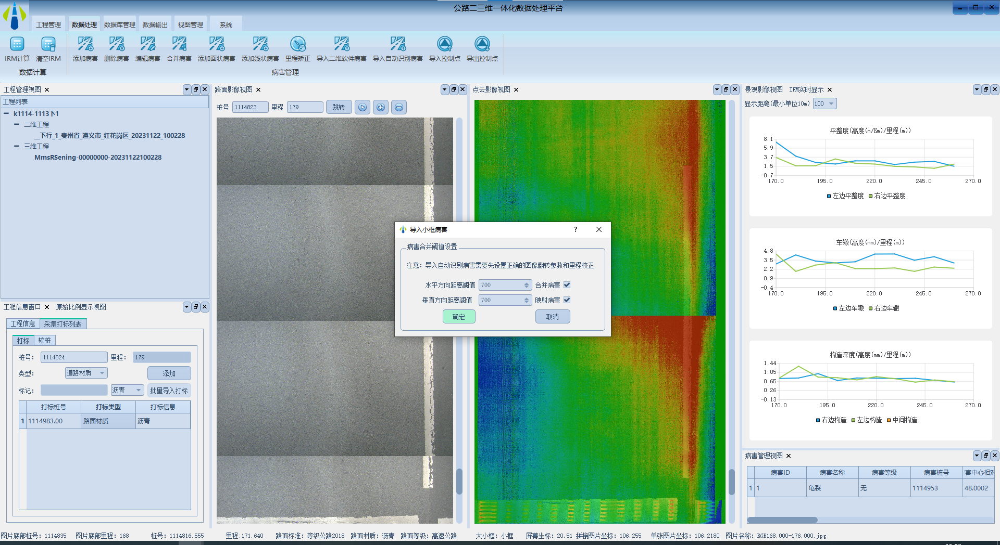 公路二三维一体化数据处理平台
工程管理 数据处理 数据库管理 数据输出 视图管理 系统
IRM计算 清空IRM 添加病害 删除病害 编辑病害 合并病害 添加面状病害 添加线状病害 里程矫正 导入二维软件病害 导入自动识别病害 导入控制点 导出控制点
数据计算 病害管理
工程管理视图
工程列表
k1114-1113下1
二维工程
__下行_1_贵州省_遵义市_红花岗区_20231122_100228
三维工程
MmsRSening-00000000-20231122100228
工程信息窗口 原始比例显示视图
工程信息 采集打标列表
打标 较桩
桩号： 1114824 里程： 179
类型： 道路材质 添加
标记： 沥青 批量导入打标
打标桩号 打标类型 打标信息
1 1114983.00 路面材质 沥青
路面影像视图
桩号 1114823 里程 179 跳转
点云影像视图
导入小框病害 ?
病害合并阈值设置
注意：导入自动识别病害需要先设置正确的图像翻转参数和里程校正
水平方向距离阈值 700 合并病害
垂直方向距离阈值 700 映射病害
确定 取消
景观影像视图 IRM实时显示
显示距离(最小单位10m) 100
平整度(高度(m/Km)/里程(m))
8.1
5.9
3.7
1.5
-0.7
170.0 195.0 220.0 245.0 270.0
左边平整度 右边平整度
车辙(高度(mm)/里程(m))
4.8
3.5
2.2
0.9
-0.4
170.0 195.0 220.0 245.0 270.0
左边车辙 右边车辙
构造深度(高度(mm)/里程(m))
1.44
1.05
0.65
0.26
-0.13
170.0 195.0 220.0 245.0 270.0
右边构造 左边构造 中间构造
病害管理视图
病害ID 病害名称 病害等级 病害桩号 害中心相对
1 1 龟裂 无 1114953 48.0002
图片底部桩号：1114835 图片底部里程：168 桩号：1114816.555 里程:171.640 路面标准：等级公路2018 路面材质：沥青 路面等级：高速公路 大小框：小框 屏幕坐标：20,51 拼接图片坐标：106,255 单张图片坐标：106,2180 图片名称：RGB168.000-176.000.jpg